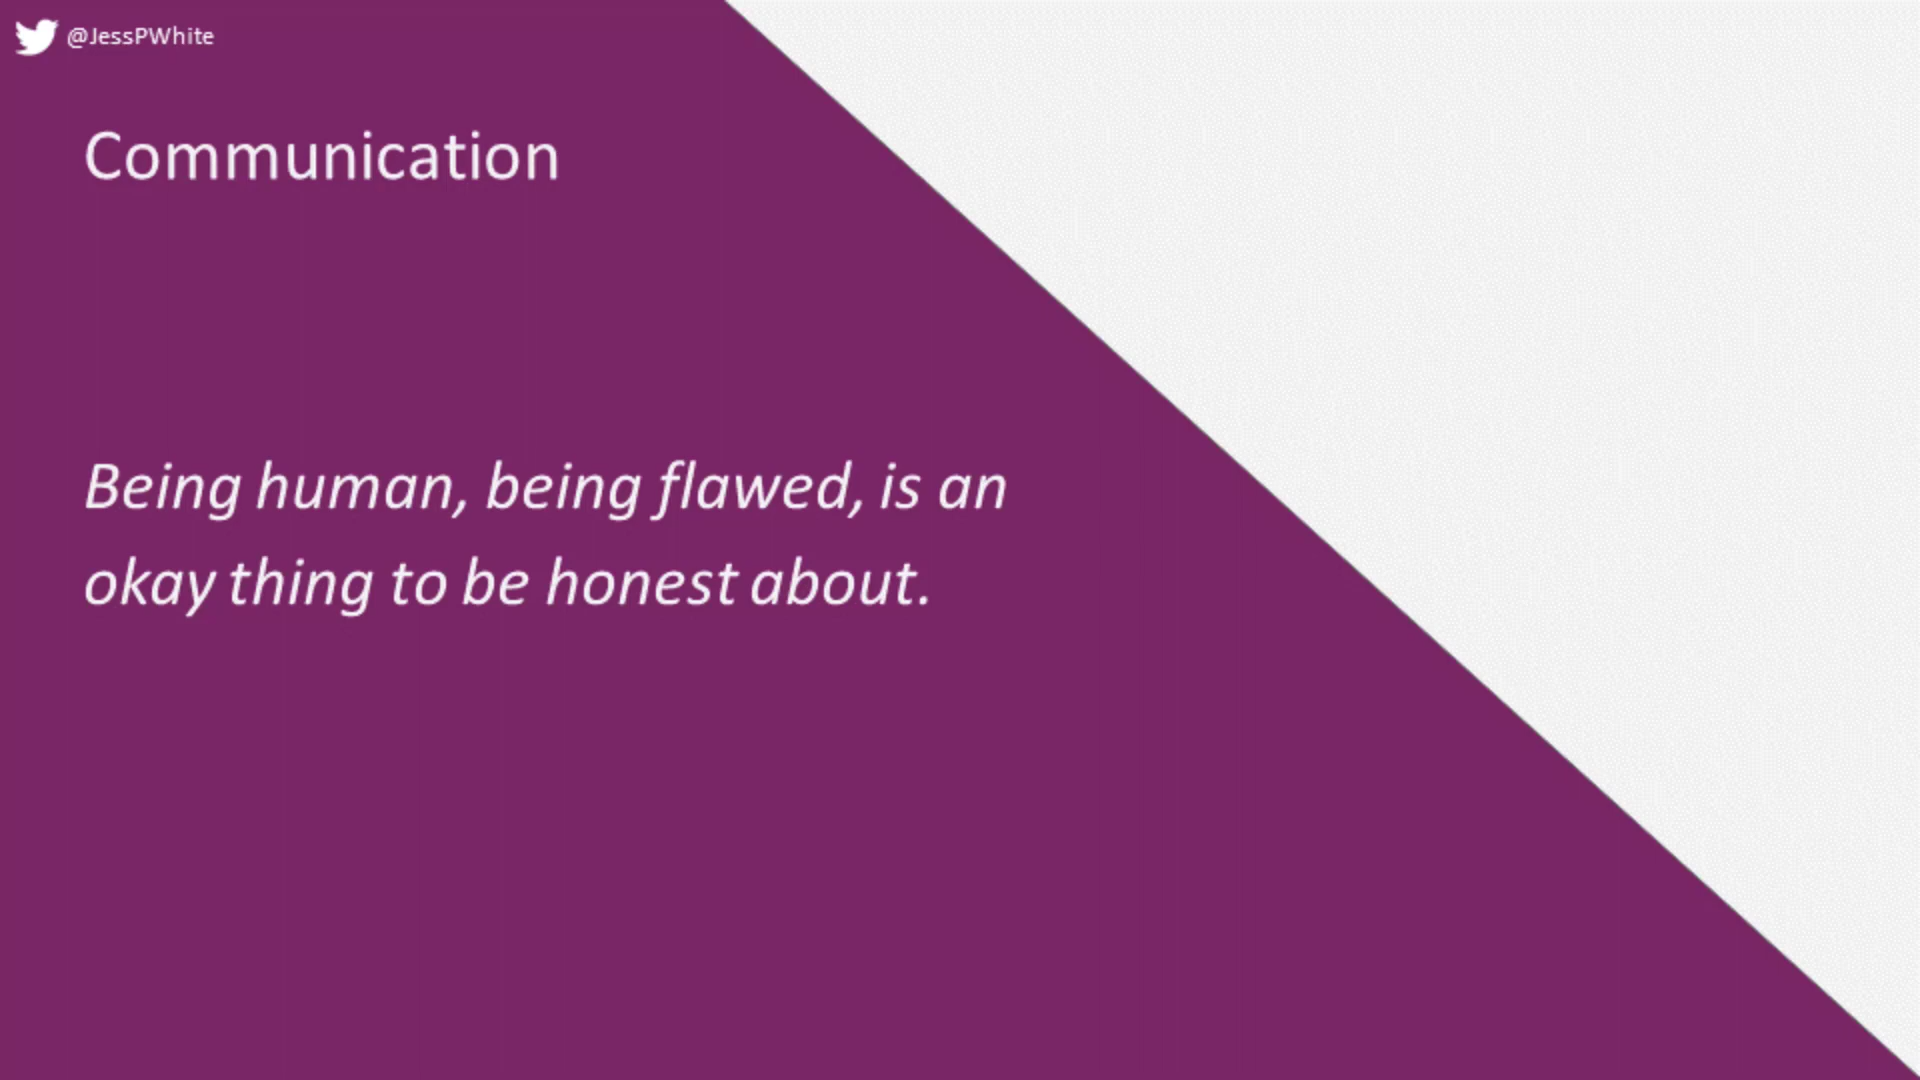 @JessPWhite
Communication
Being human, being flawed, is an
okay thing to be honest about.